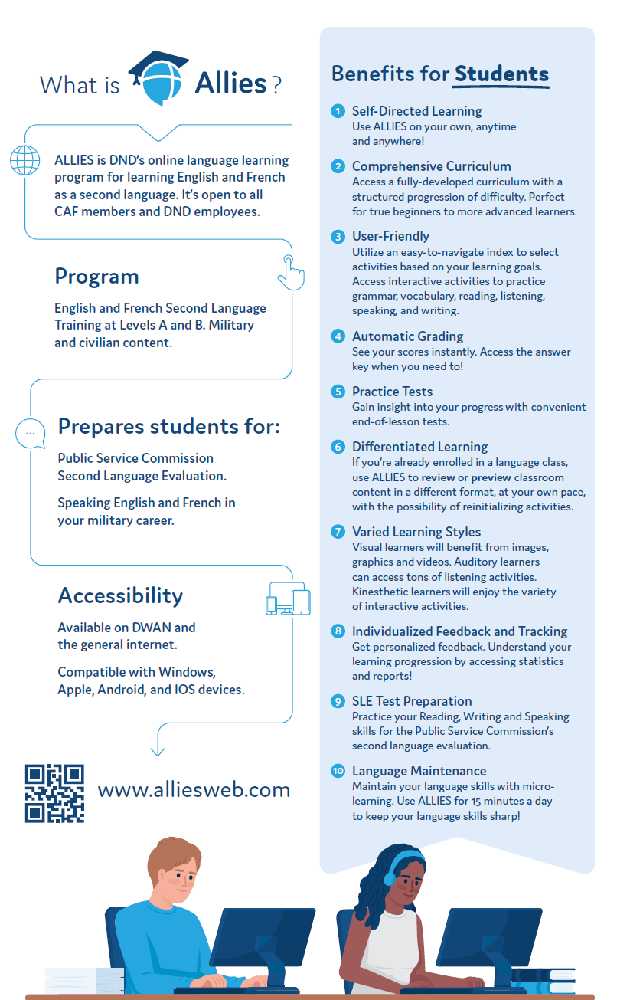 What is Allies ?
ALLIES is DND's online language learning
program for learning English and French
as a second language. It's open to all
CAF members and DND employees.
Program
English and French Second Language
Training at Levels A and B. Military
and civilian content.
Prepares students for:
Public Service Commission
Second Language Evaluation.
Speaking English and French in
your military career.
Accessibility
Available on DWAN and
the general internet.
Compatible with Windows,
Apple, Android, and IOS devices.
www.alliesweb.com
Benefits for Students
1 Self-Directed Learning
Use ALLIES on your own, anytime
and anywhere!
2 Comprehensive Curriculum
Access a fully-developed curriculum with a
structured progression of difficulty. Perfect
for true beginners to more advanced learners.
3 User-Friendly
Utilize an easy-to-navigate index to select
activities based on your learning goals.
Access interactive activities to practice
grammar, vocabulary, reading, listening,
speaking, and writing.
4 Automatic Grading
See your scores instantly. Access the answer
key when you need to!
5 Practice Tests
Gain insight into your progress with convenient
end-of-lesson tests.
6 Differentiated Learning
If you're already enrolled in a language class,
use ALLIES to review or preview classroom
content in a different format, at your own pace,
with the possibility of reinitializing activities.
7 Varied Learning Styles
Visual learners will benefit from images,
graphics and videos. Auditory learners
can access tons of listening activities.
Kinesthetic learners will enjoy the variety
of interactive activities.
8 Individualized Feedback and Tracking
Get personalized feedback. Understand your
learning progression by accessing statistics
and reports!
9 SLE Test Preparation
Practice your Reading, Writing and Speaking
skills for the Public Service Commission's
second language evaluation.
10 Language Maintenance
Maintain your language skills with micro-
learning. Use ALLIES for 15 minutes a day
to keep your language skills sharp!